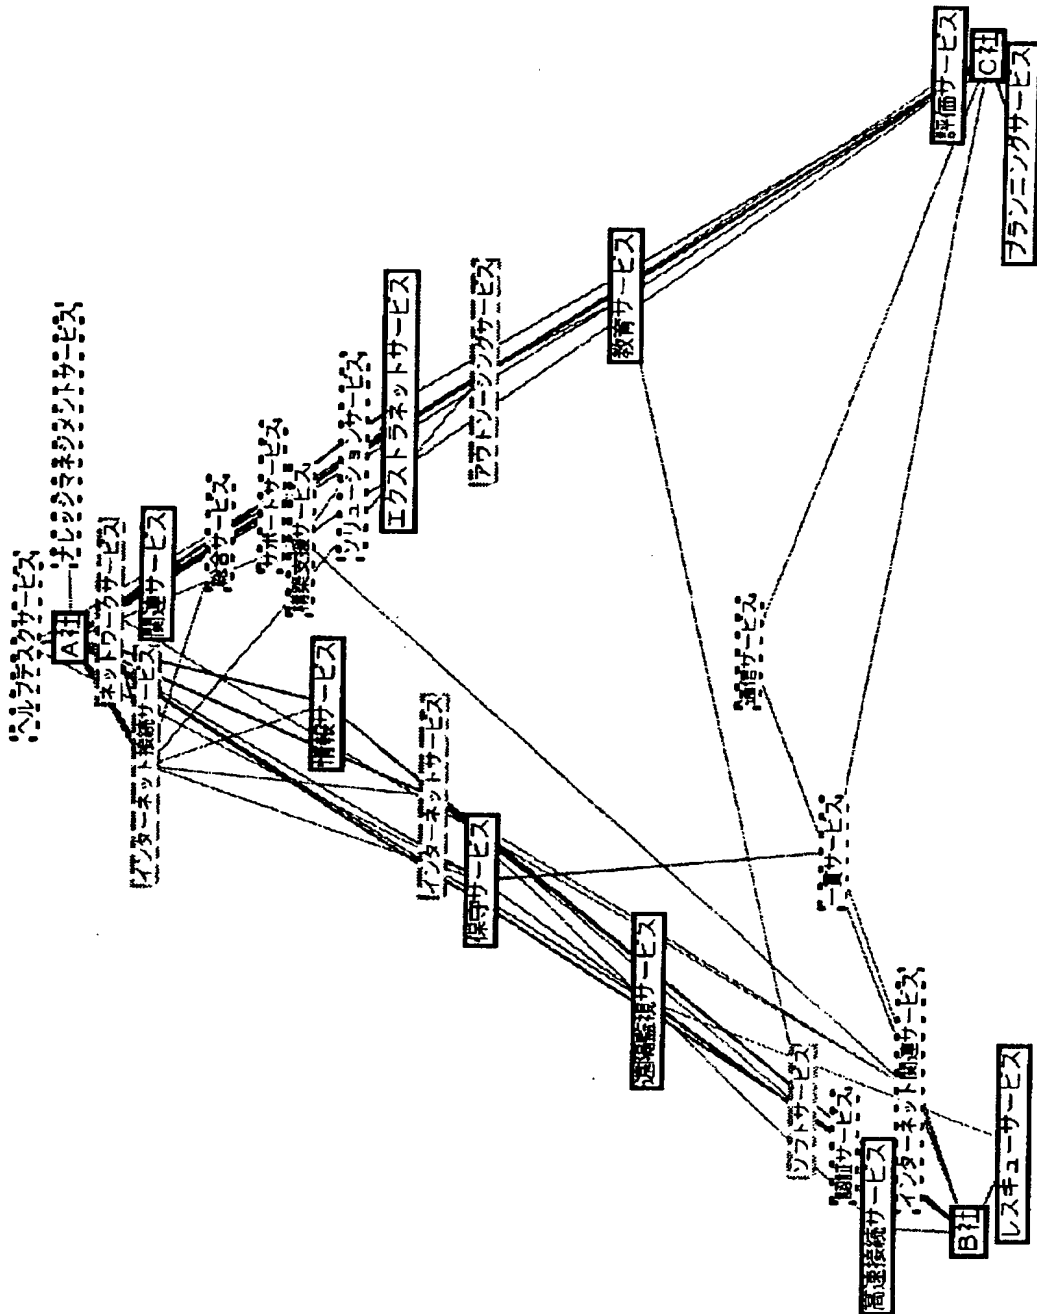 ヘルプデスクサービス
A社
ナレッジマネジメントサービス
ネットワークサービス
関連サービス
インターネット接続サービス
総合サービス
サポートサービス
構築支援サービス
情報サービス
ソリューションサービス
エクストラネットサービス
インターネットサービス
保守サービス
アウトソーシングサービス
教育サービス
遠隔監視サービス
通信サービス
一貫サービス
ソフトサービス
認証サービス
高速接続サービス
インターネット関連サービス
B社
レスキューサービス
評価サービス
C社
プランニングサービス